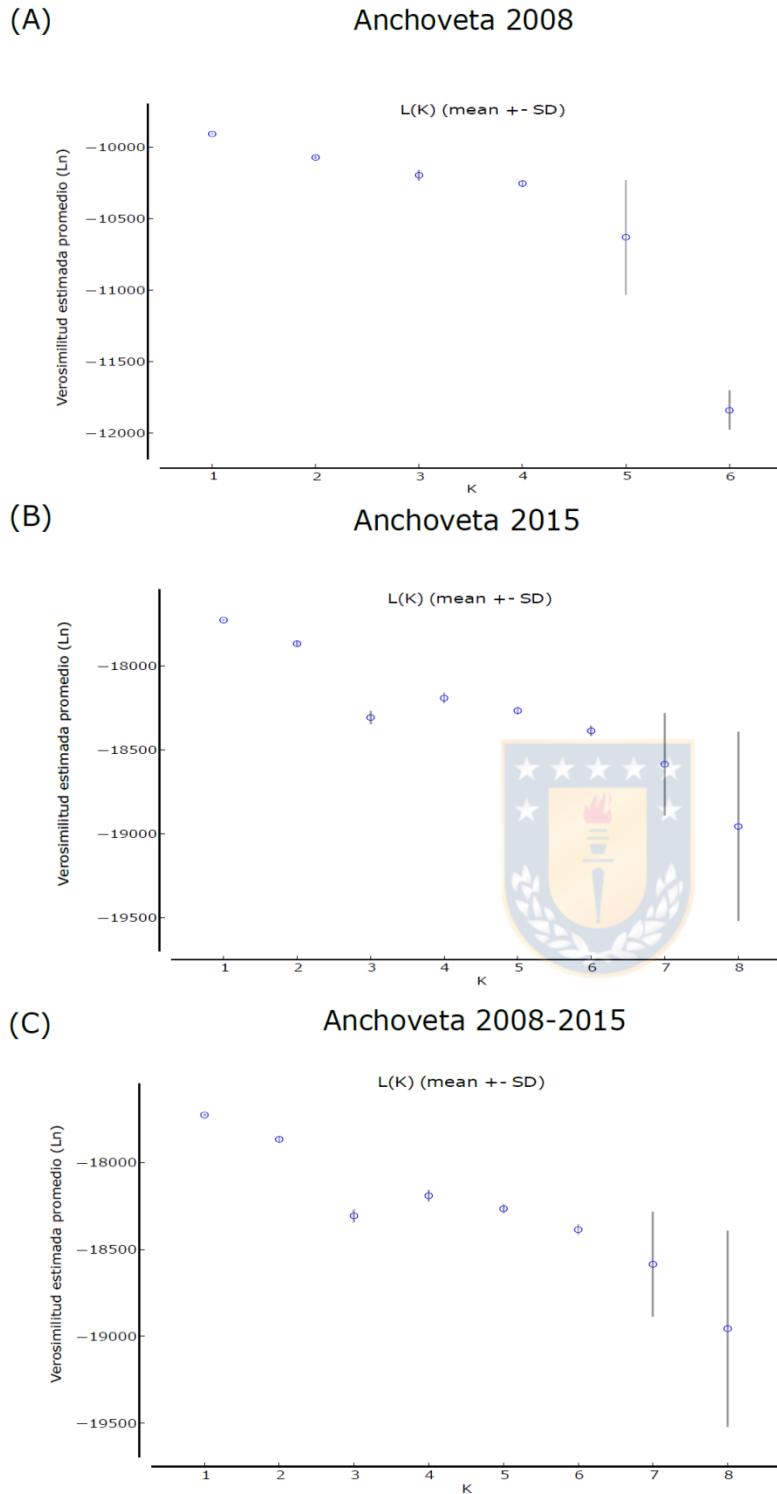 (A)
Anchoveta 2008
L(K) (mean +- SD)
Verosimilitud estimada promedio (Ln)
−10000
−10500
−11000
−11500
−12000
1 2 3 4 5 6
K
(B)
Anchoveta 2015
L(K) (mean +- SD)
Verosimilitud estimada promedio (Ln)
−18000
−18500
−19000
−19500
1 2 3 4 5 6 7 8
K
(C)
Anchoveta 2008-2015
L(K) (mean +- SD)
Verosimilitud estimada promedio (Ln)
−18000
−18500
−19000
−19500
1 2 3 4 5 6 7 8
K